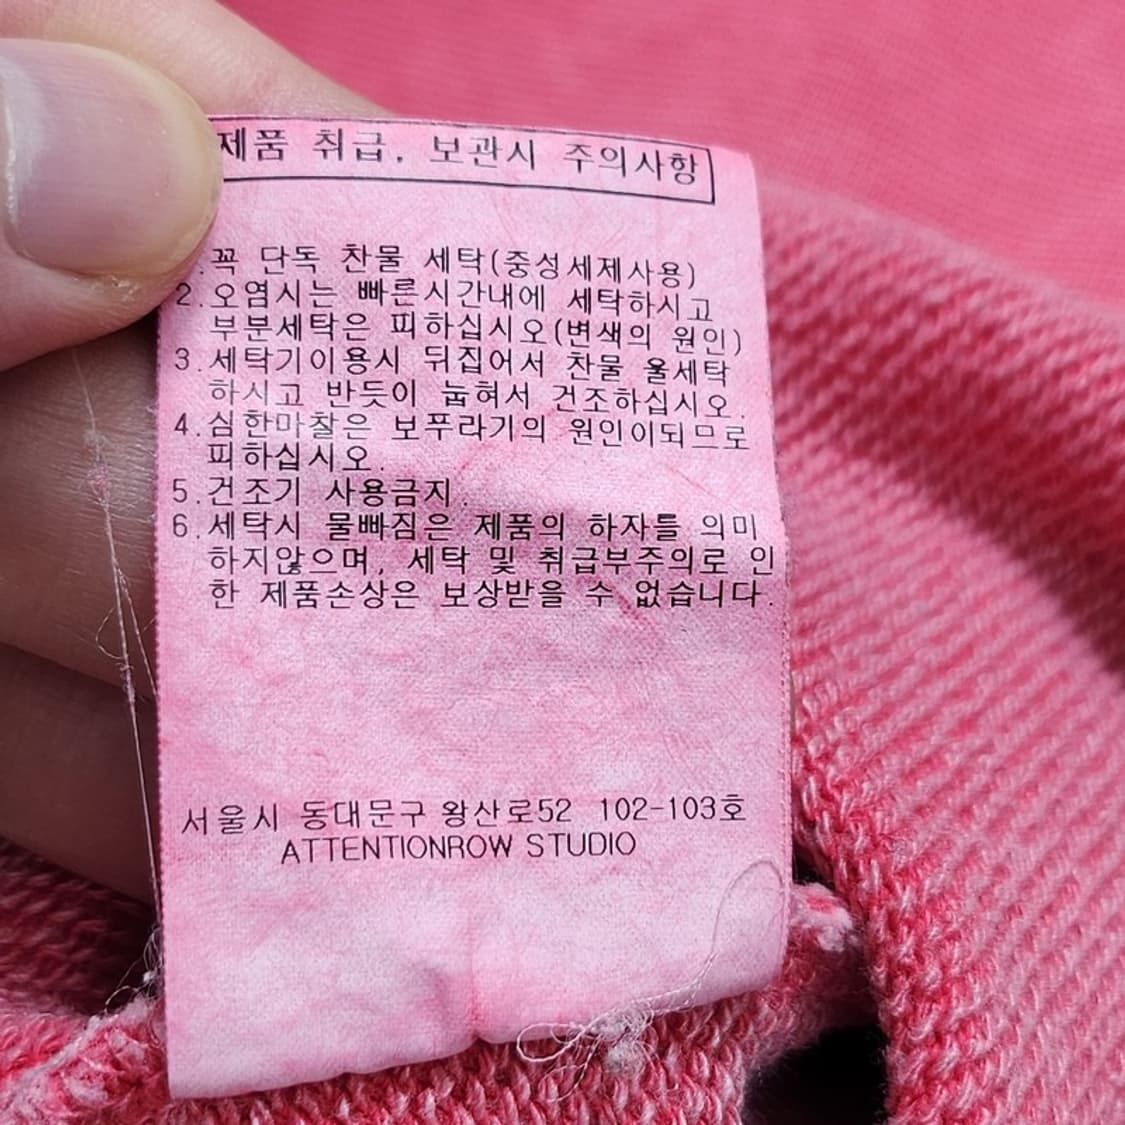 제품 취급. 보관시 주의사항
.꼭 단독 찬물 세탁(중성세제사용)
2.오염시는 빠른시간내에 세탁하시고
부분세탁은 피하십시오(변색의 원인)
3.세탁기이용시 뒤집어서 찬물 울세탁
하시고 반듯이 눕혀서 건조하십시오.
4.심한마찰은 보푸라기의 원인이되므로
피하십시오.
5.건조기 사용금지.
6.세탁시 물빠짐은 제품의 하자를 의미
하지않으며, 세탁 및 취급부주의로 인
한 제품손상은 보상받을 수 없습니다.
서울시 동대문구 왕산로52 102-103호
ATTENTIONROW STUDIO